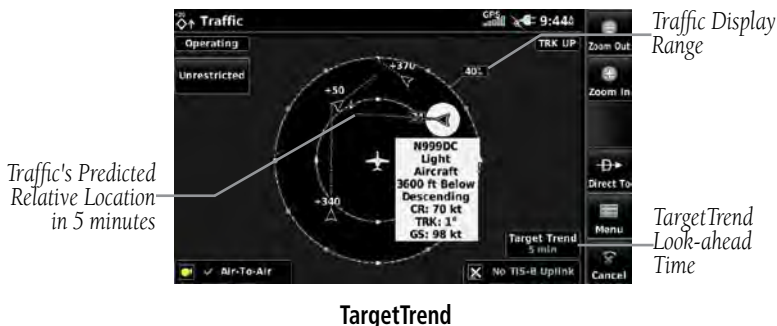 Traffic
GPS
9:44
Traffic Display
Range
Operating
TRK UP
Zoom Out
Unrestricted
+370
40
+50
Zoom In
N999DC
Light
Aircraft
3600 ft Below
Descending
CR: 70 kt
TRK: 1°
GS: 98 kt
Traffic's Predicted
Relative Location
in 5 minutes
+340
Direct To
Menu
Target Trend
5 min
TargetTrend
Look-ahead
Time
Air-To-Air
No TIS-B Uplink
Cancel
TargetTrend